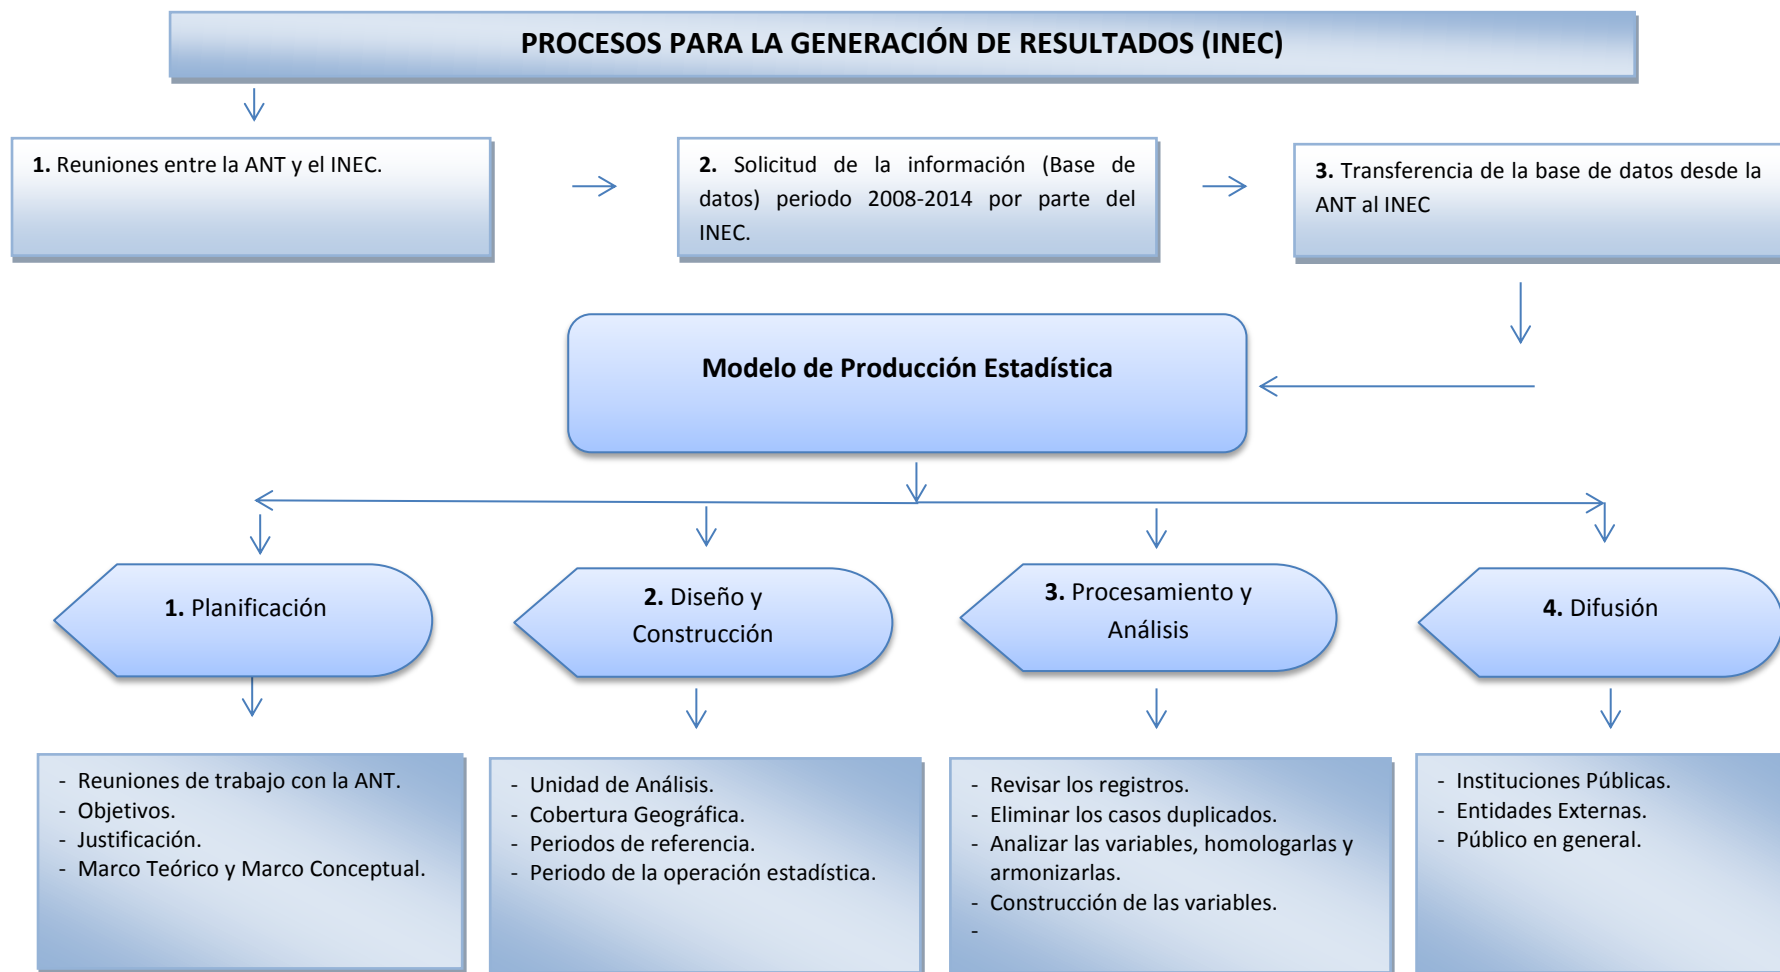 PROCESOS PARA LA GENERACIÓN DE RESULTADOS (INEC)
1. Reuniones entre la ANT y el INEC.
2. Solicitud de la información (Base de
datos) periodo 2008-2014 por parte del
INEC.
3. Transferencia de la base de datos desde la
ANT al INEC
Modelo de Producción Estadística
1. Planificación
2. Diseño y
Construcción
3. Procesamiento y
Análisis
4. Difusión
- Reuniones de trabajo con la ANT.
- Objetivos.
- Justificación.
- Marco Teórico y Marco Conceptual.
- Unidad de Análisis.
- Cobertura Geográfica.
- Periodos de referencia.
- Periodo de la operación estadística.
- Revisar los registros.
- Eliminar los casos duplicados.
- Analizar las variables, homologarlas y
armonizarlas.
- Construcción de las variables.
-
- Instituciones Públicas.
- Entidades Externas.
- Público en general.